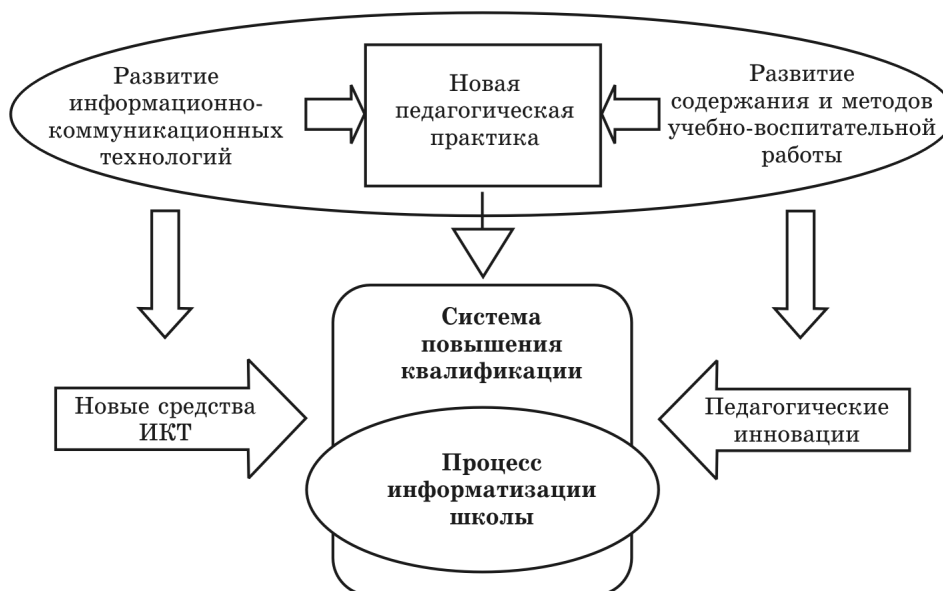 Развитие
информационно-
коммуникационных
технологий
Новая
педагогическая
практика
Развитие
содержания и методов
учебно-воспитательной
работы
Система
повышения
квалификации
Новые средства
ИКТ
Педагогические
инновации
Процесс
информатизации
школы